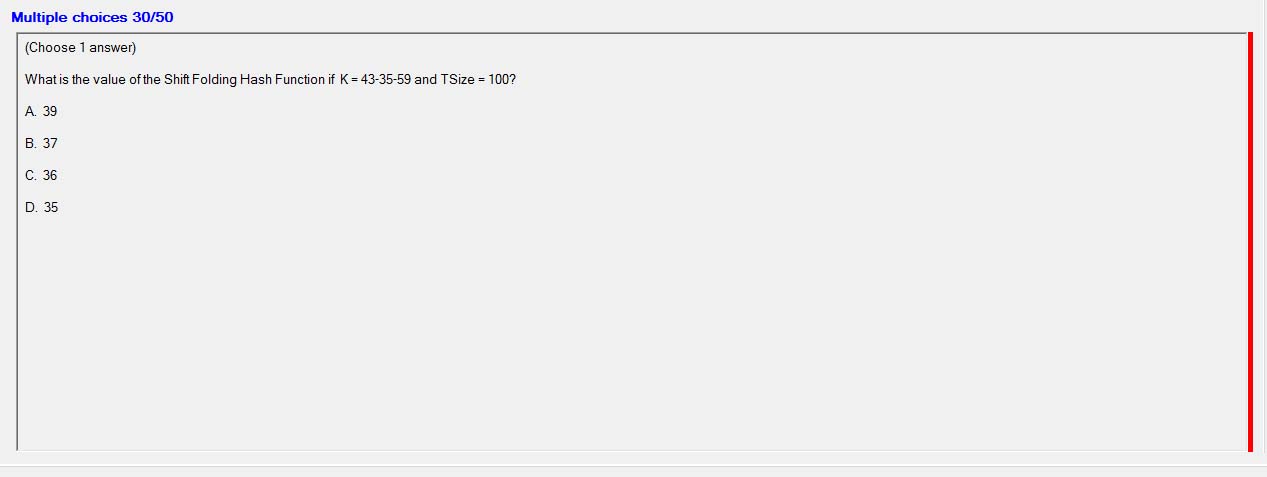 Multiple choices 30/50
(Choose 1 answer)
What is the value of the Shift Folding Hash Function if K = 43-35-59 and TSize = 100?
A. 39
B. 37
C. 36
D. 35